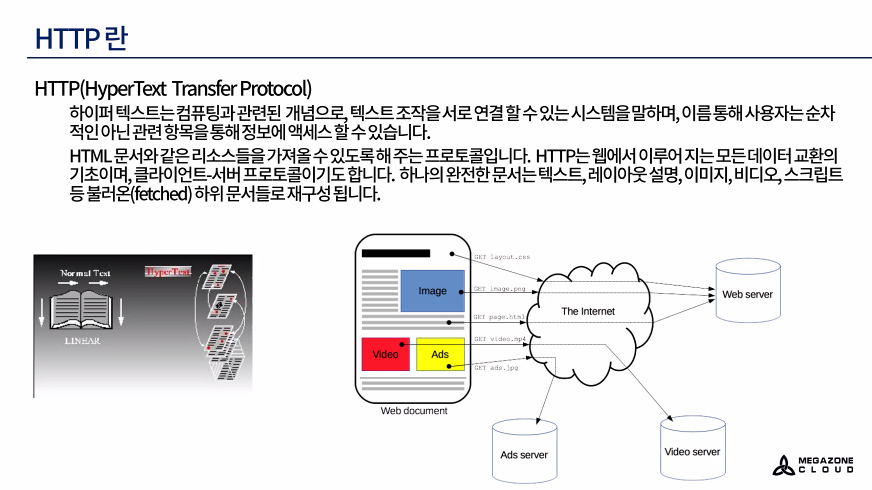 HTTP란
HTTP(HyperText Transfer Protocol)
하이퍼 텍스트는 컴퓨팅과 관련된 개념으로, 텍스트 조작을 서로 연결 할 수 있는 시스템을 말하며, 이름 통해 사용자는 순차
적인 아닌 관련 항목을 통해 정보에 액세스 할 수 있습니다.
HTML 문서와 같은 리소스들을 가져올 수 있도록 해 주는 프로토콜입니다. HTTP는 웹에서 이루어 지는 모든 데이터 교환의
기초이며, 클라이언트-서버 프로토콜이기도 합니다. 하나의 완전한 문서는 텍스트, 레이아웃 설명, 이미지, 비디오, 스크립트
등 불러온(fetched) 하위 문서들로 재구성 됩니다.
Normal Text
HyperText
LINEAR
GET layout.css
Image
GET image.png
GET page.html
The Internet
Web server
GET video.mp4
Video
Ads
GET ads.jpg
Web document
Ads server
Video server
MEGAZONE
CLOUD